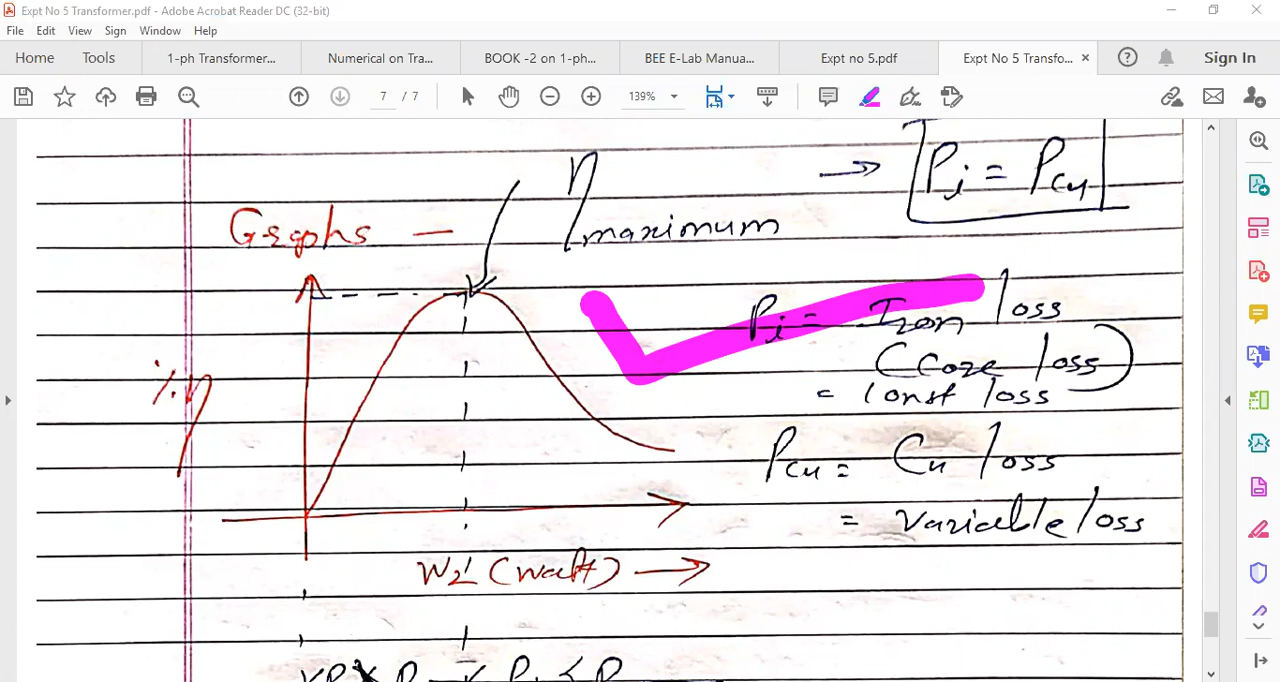 Expt No 5 Transformer.pdf - Adobe Acrobat Reader DC (32-bit)
File Edit View Sign Window Help
Home Tools 1-ph Transformer... Numerical on Tra... BOOK -2 on 1-ph... BEE E-Lab Manua... Expt no 5.pdf Expt No 5 Transfo... × Sign In
7 / 7 139%
→ Pi = Pcu
η maximum
Graphs —
Pi = Iron loss
(Core loss)
= Const loss
% η
Pcu = Cu loss
= variable loss
W2 (watt) →